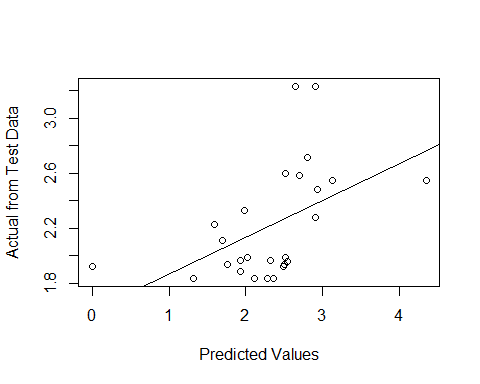 Actual from Test Data
3.0
2.6
2.2
1.8
0 1 2 3 4
Predicted Values